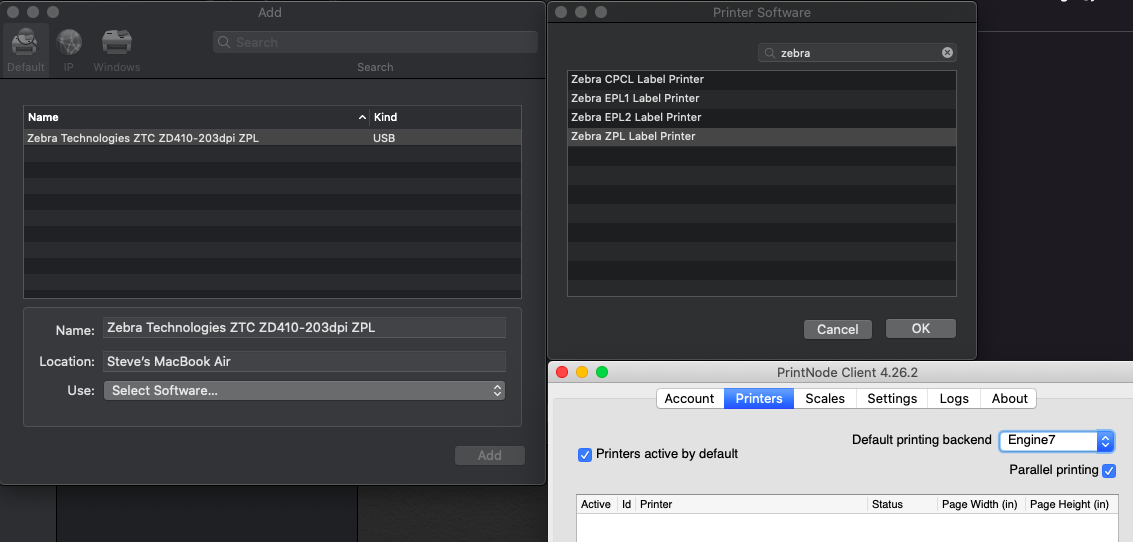 Add
Default
IP
Windows
Search
Search
Name
Kind
Zebra Technologies ZTC ZD410-203dpi ZPL
USB
Name: Zebra Technologies ZTC ZD410-203dpi ZPL
Location: Steve's MacBook Air
Use: Select Software...
Add
Printer Software
zebra
Zebra CPCL Label Printer
Zebra EPL1 Label Printer
Zebra EPL2 Label Printer
Zebra ZPL Label Printer
Cancel
OK
PrintNode Client 4.26.2
Account Printers Scales Settings Logs About
Default printing backend Engine7
Printers active by default
Parallel printing
Active Id Printer Status Page Width (in) Page Height (in)